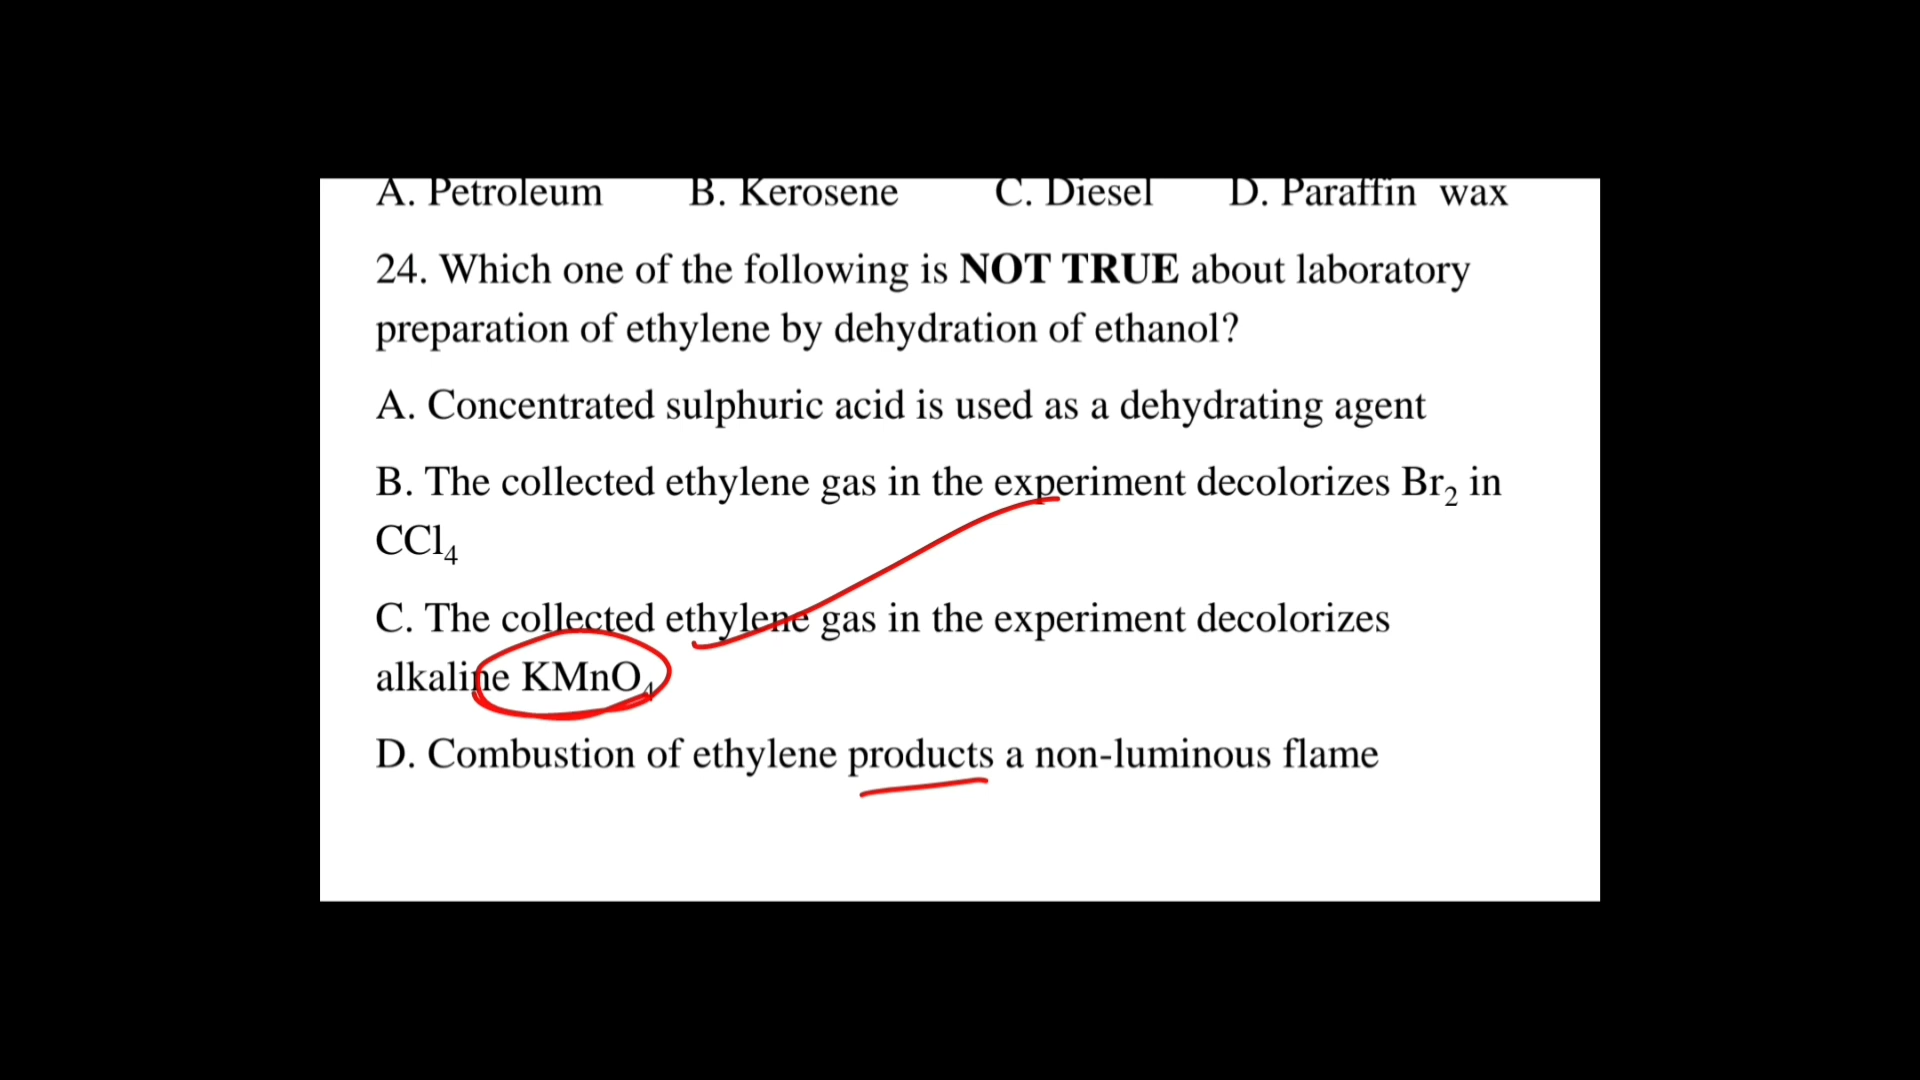 A. Petroleum B. Kerosene C. Diesel D. Paraffin wax
24. Which one of the following is NOT TRUE about laboratory
preparation of ethylene by dehydration of ethanol?
A. Concentrated sulphuric acid is used as a dehydrating agent
B. The collected ethylene gas in the experiment decolorizes Br₂ in
CCl₄
C. The collected ethylene gas in the experiment decolorizes
alkaline KMnO₄
D. Combustion of ethylene products a non-luminous flame